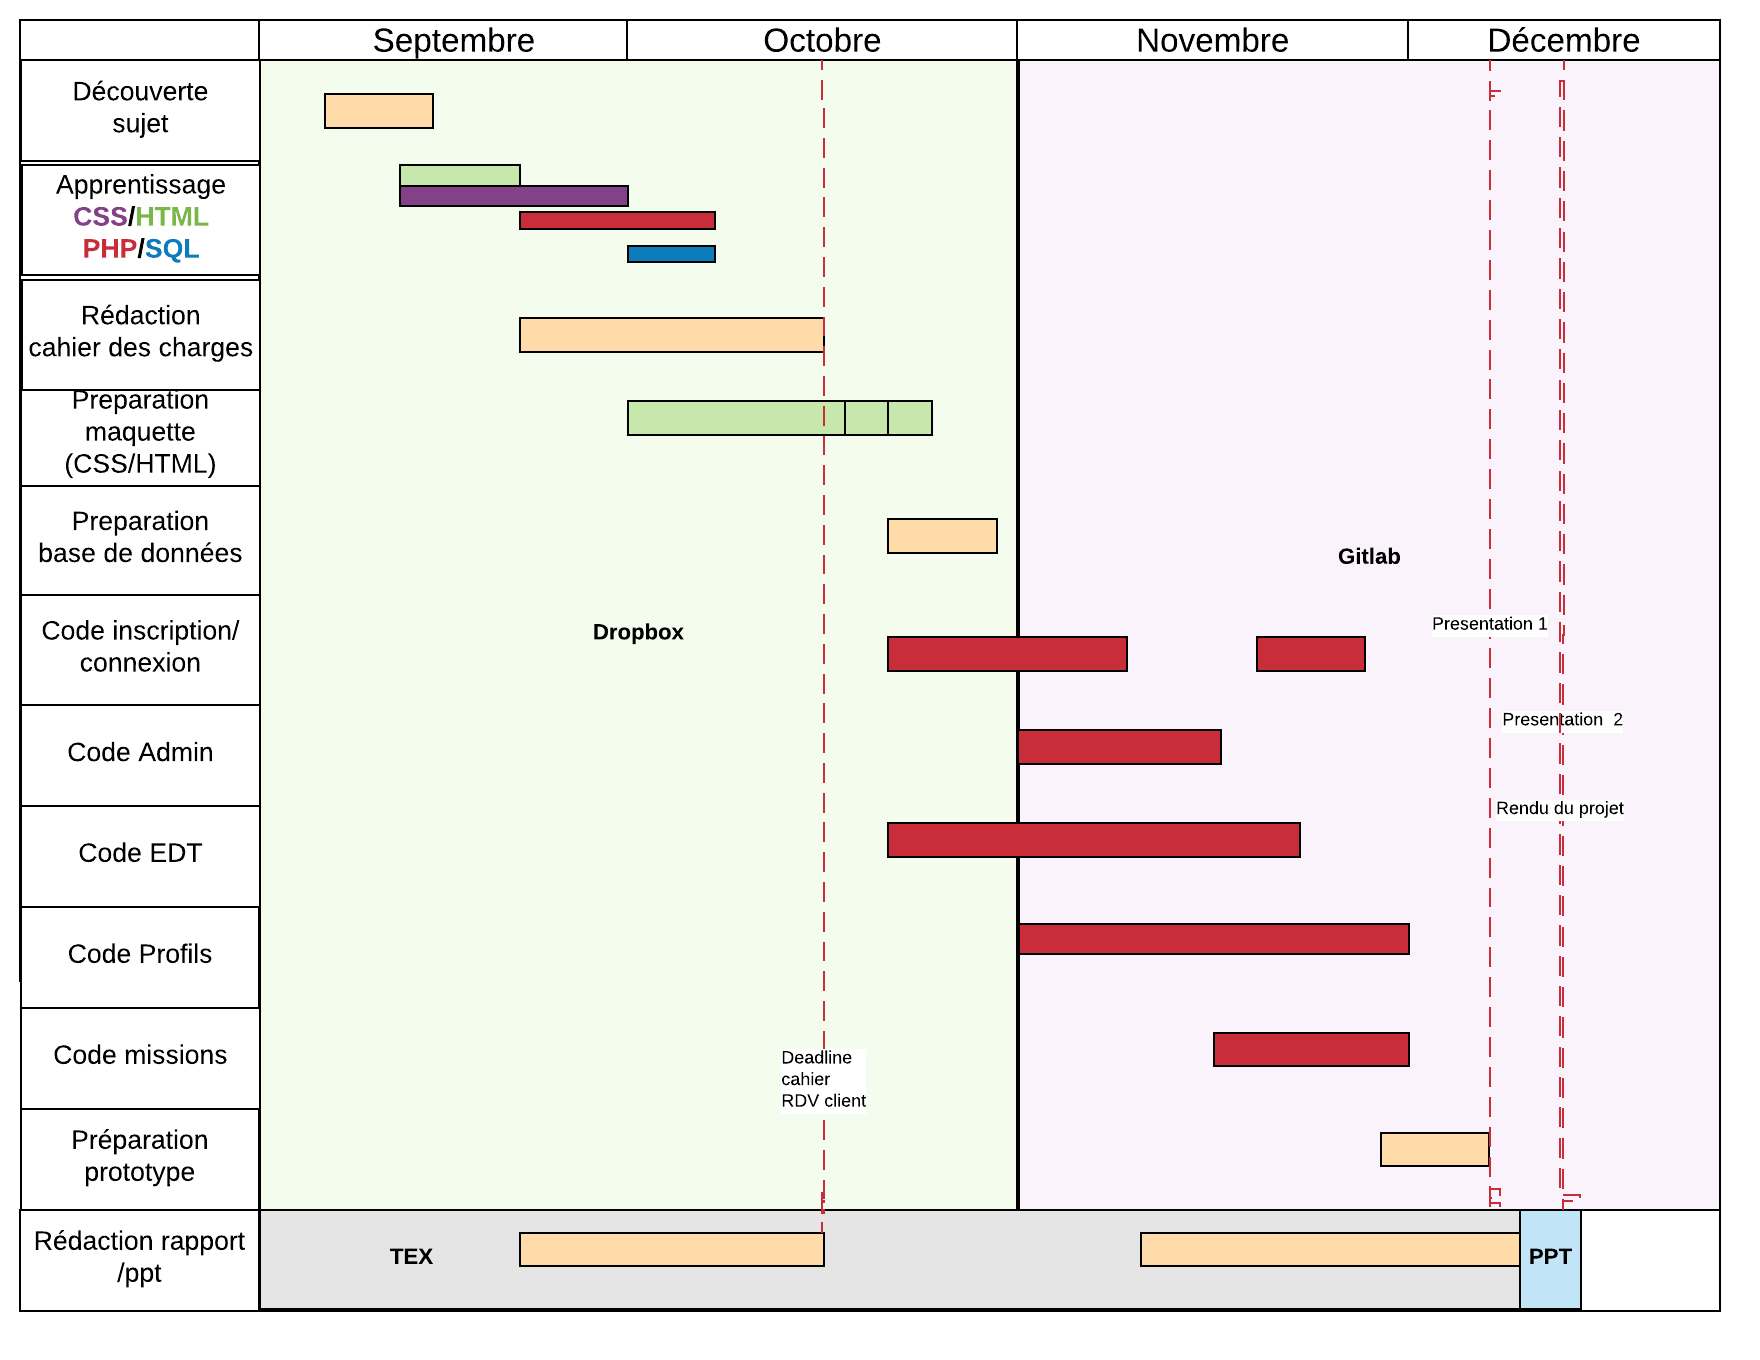 Septembre
Octobre
Novembre
Décembre
Découverte
sujet
Apprentissage
CSS/HTML
PHP/SQL
Rédaction
cahier des charges
Preparation
maquette
(CSS/HTML)
Preparation
base de données
Gitlab
Code inscription/
connexion
Dropbox
Presentation 1
Code Admin
Presentation  2
Code EDT
Rendu du projet
Code Profils
Code missions
Deadline
cahier
RDV client
Préparation
prototype
Rédaction rapport
/ppt
TEX
PPT